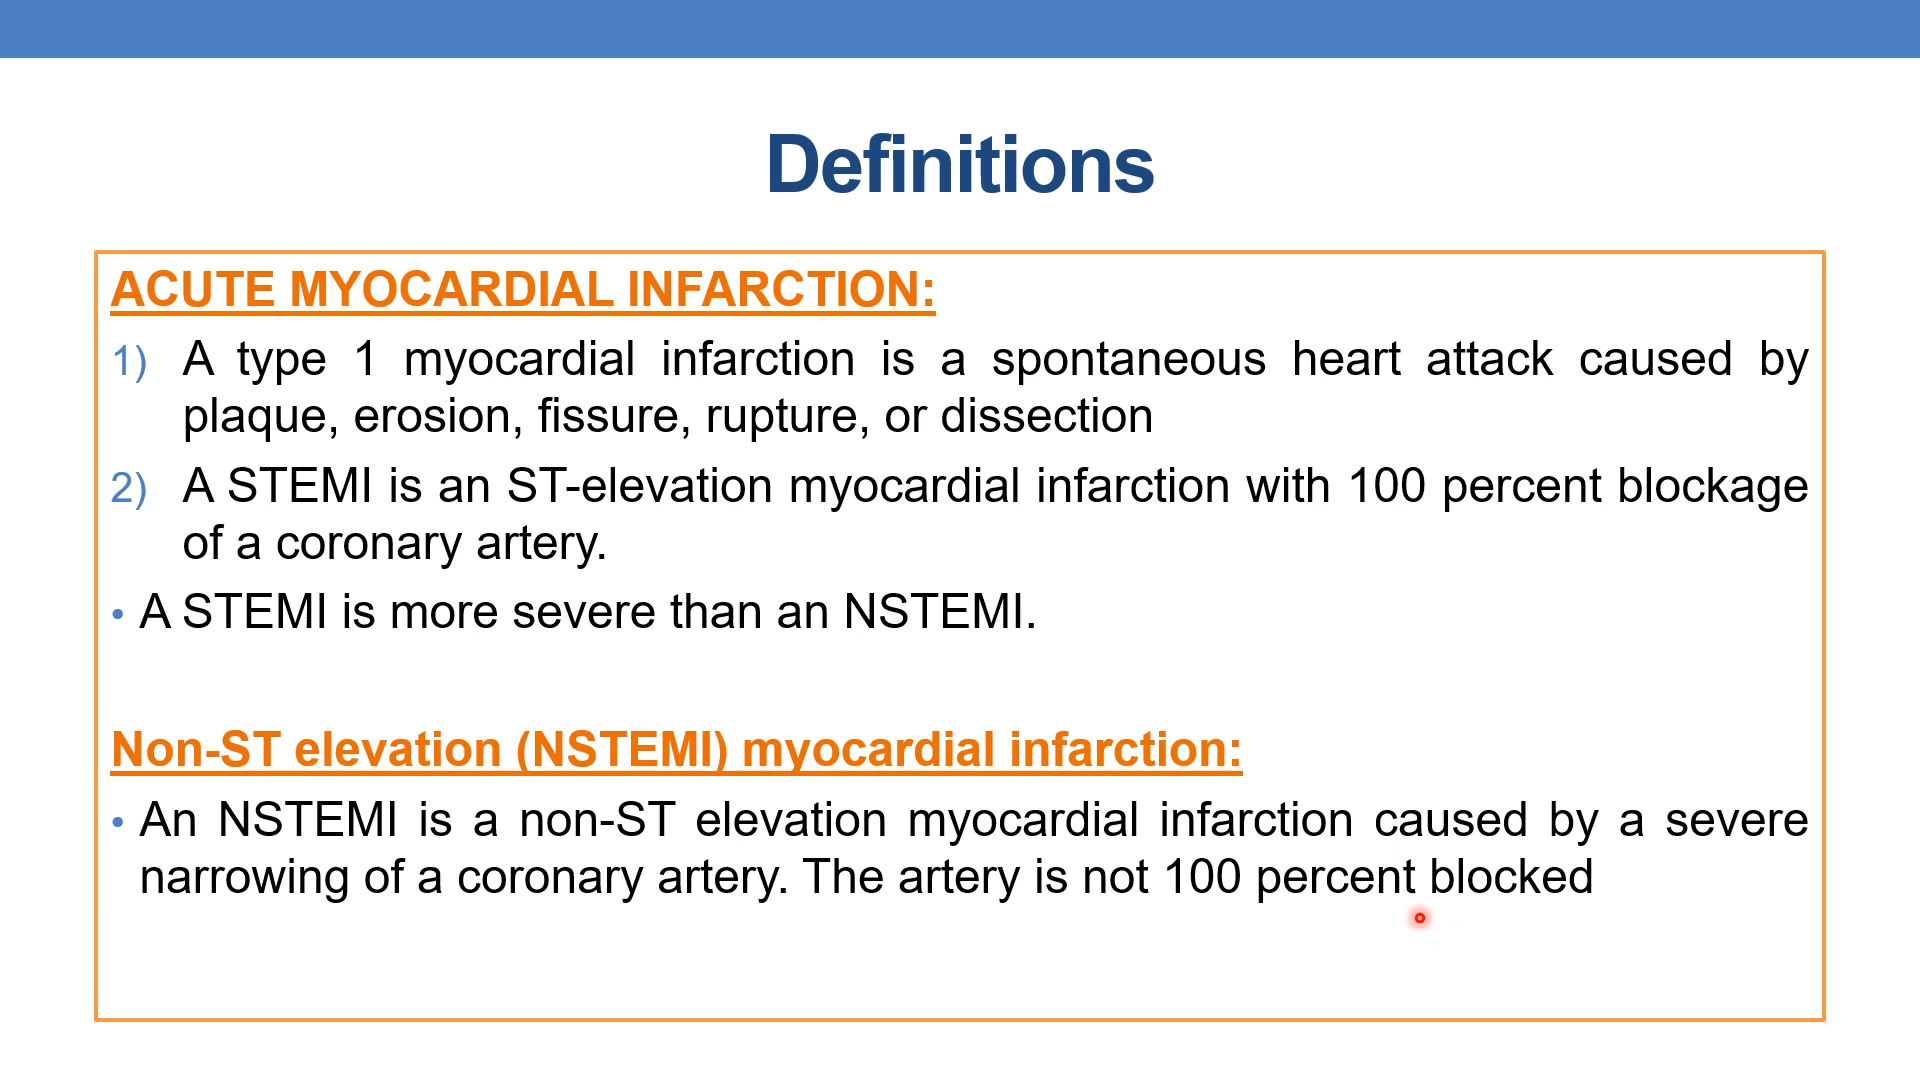 Definitions
ACUTE MYOCARDIAL INFARCTION:
1) A type 1 myocardial infarction is a spontaneous heart attack caused by
plaque, erosion, fissure, rupture, or dissection
2) A STEMI is an ST-elevation myocardial infarction with 100 percent blockage
of a coronary artery.
• A STEMI is more severe than an NSTEMI.
Non-ST elevation (NSTEMI) myocardial infarction:
• An NSTEMI is a non-ST elevation myocardial infarction caused by a severe
narrowing of a coronary artery. The artery is not 100 percent blocked